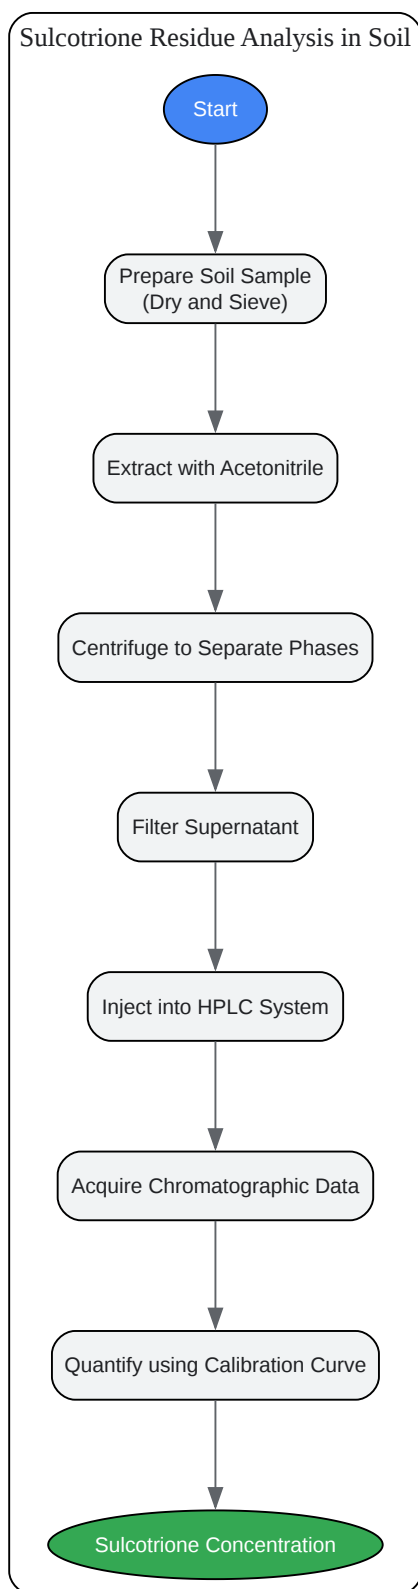 Sulcotrione Residue Analysis in Soil
Start
Prepare Soil Sample
(Dry and Sieve)
Extract with Acetonitrile
Centrifuge to Separate Phases
Filter Supernatant
Inject into HPLC System
Acquire Chromatographic Data
Quantify using Calibration Curve
Sulcotrione Concentration